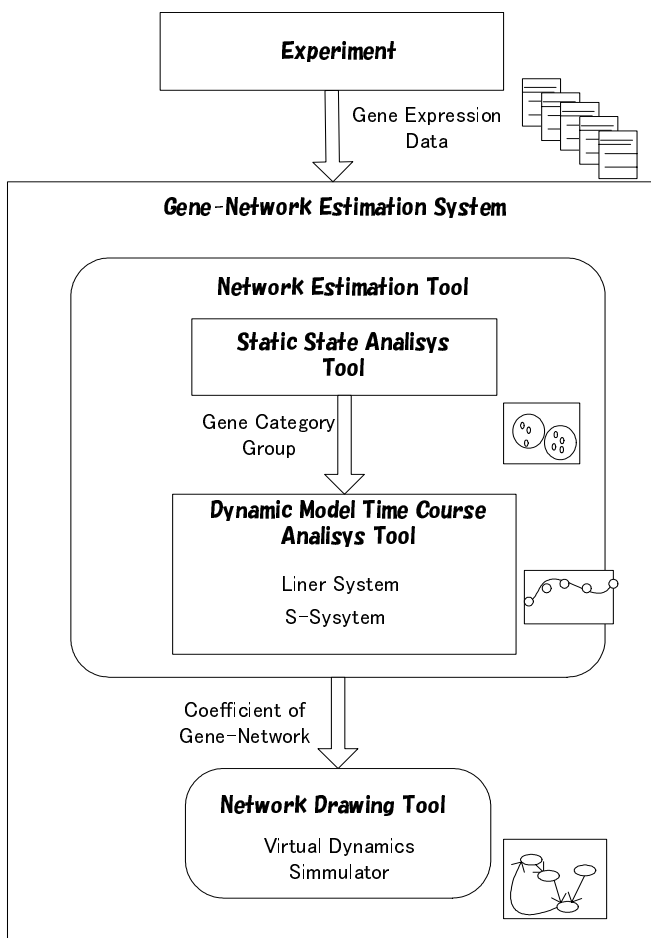 Experiment
Gene Expression
Data
Gene-Network Estimation System
Network Estimation Tool
Static State Analisys
Tool
Gene Category
Group
Dynamic Model Time Course
Analisys Tool
Liner System
S-Sysytem
Coefficient of
Gene-Network
Network Drawing Tool
Virtual Dynamics
Simmulator